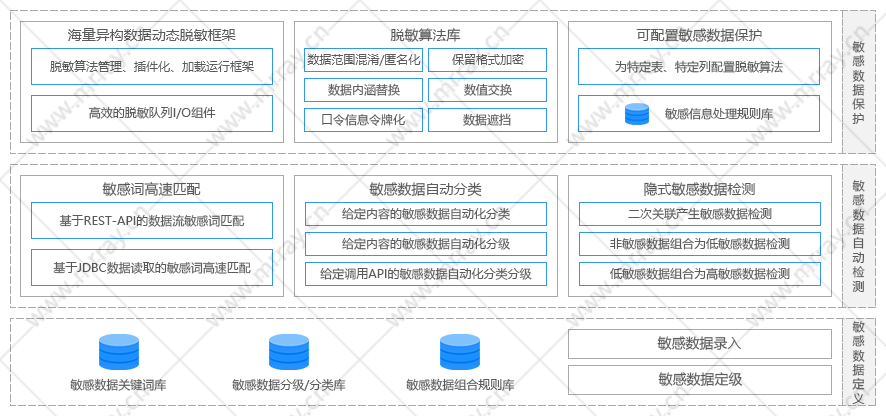 海量异构数据动态脱敏框架
脱敏算法管理、插件化、加载运行框架
高效的脱敏队列I/O组件
脱敏算法库
数据范围混淆/匿名化
保留格式加密
数据内涵替换
数值交换
口令信息令牌化
数据遮挡
可配置敏感数据保护
为特定表、特定列配置脱敏算法
敏感信息处理规则库
敏感数据保护
敏感词高速匹配
基于REST-API的数据流敏感词匹配
基于JDBC数据读取的敏感词高速匹配
敏感数据自动分类
给定内容的敏感数据自动化分类
给定内容的敏感数据自动化分级
给定调用API的敏感数据自动化分类分级
隐式敏感数据检测
二次关联产生敏感数据检测
非敏感数据组合为低敏感数据检测
低敏感数据组合为高敏感数据检测
敏感数据自动检测
敏感数据关键词库
敏感数据分级/分类库
敏感数据组合规则库
敏感数据录入
敏感数据定级
敏感数据定义
www.mrray.cn